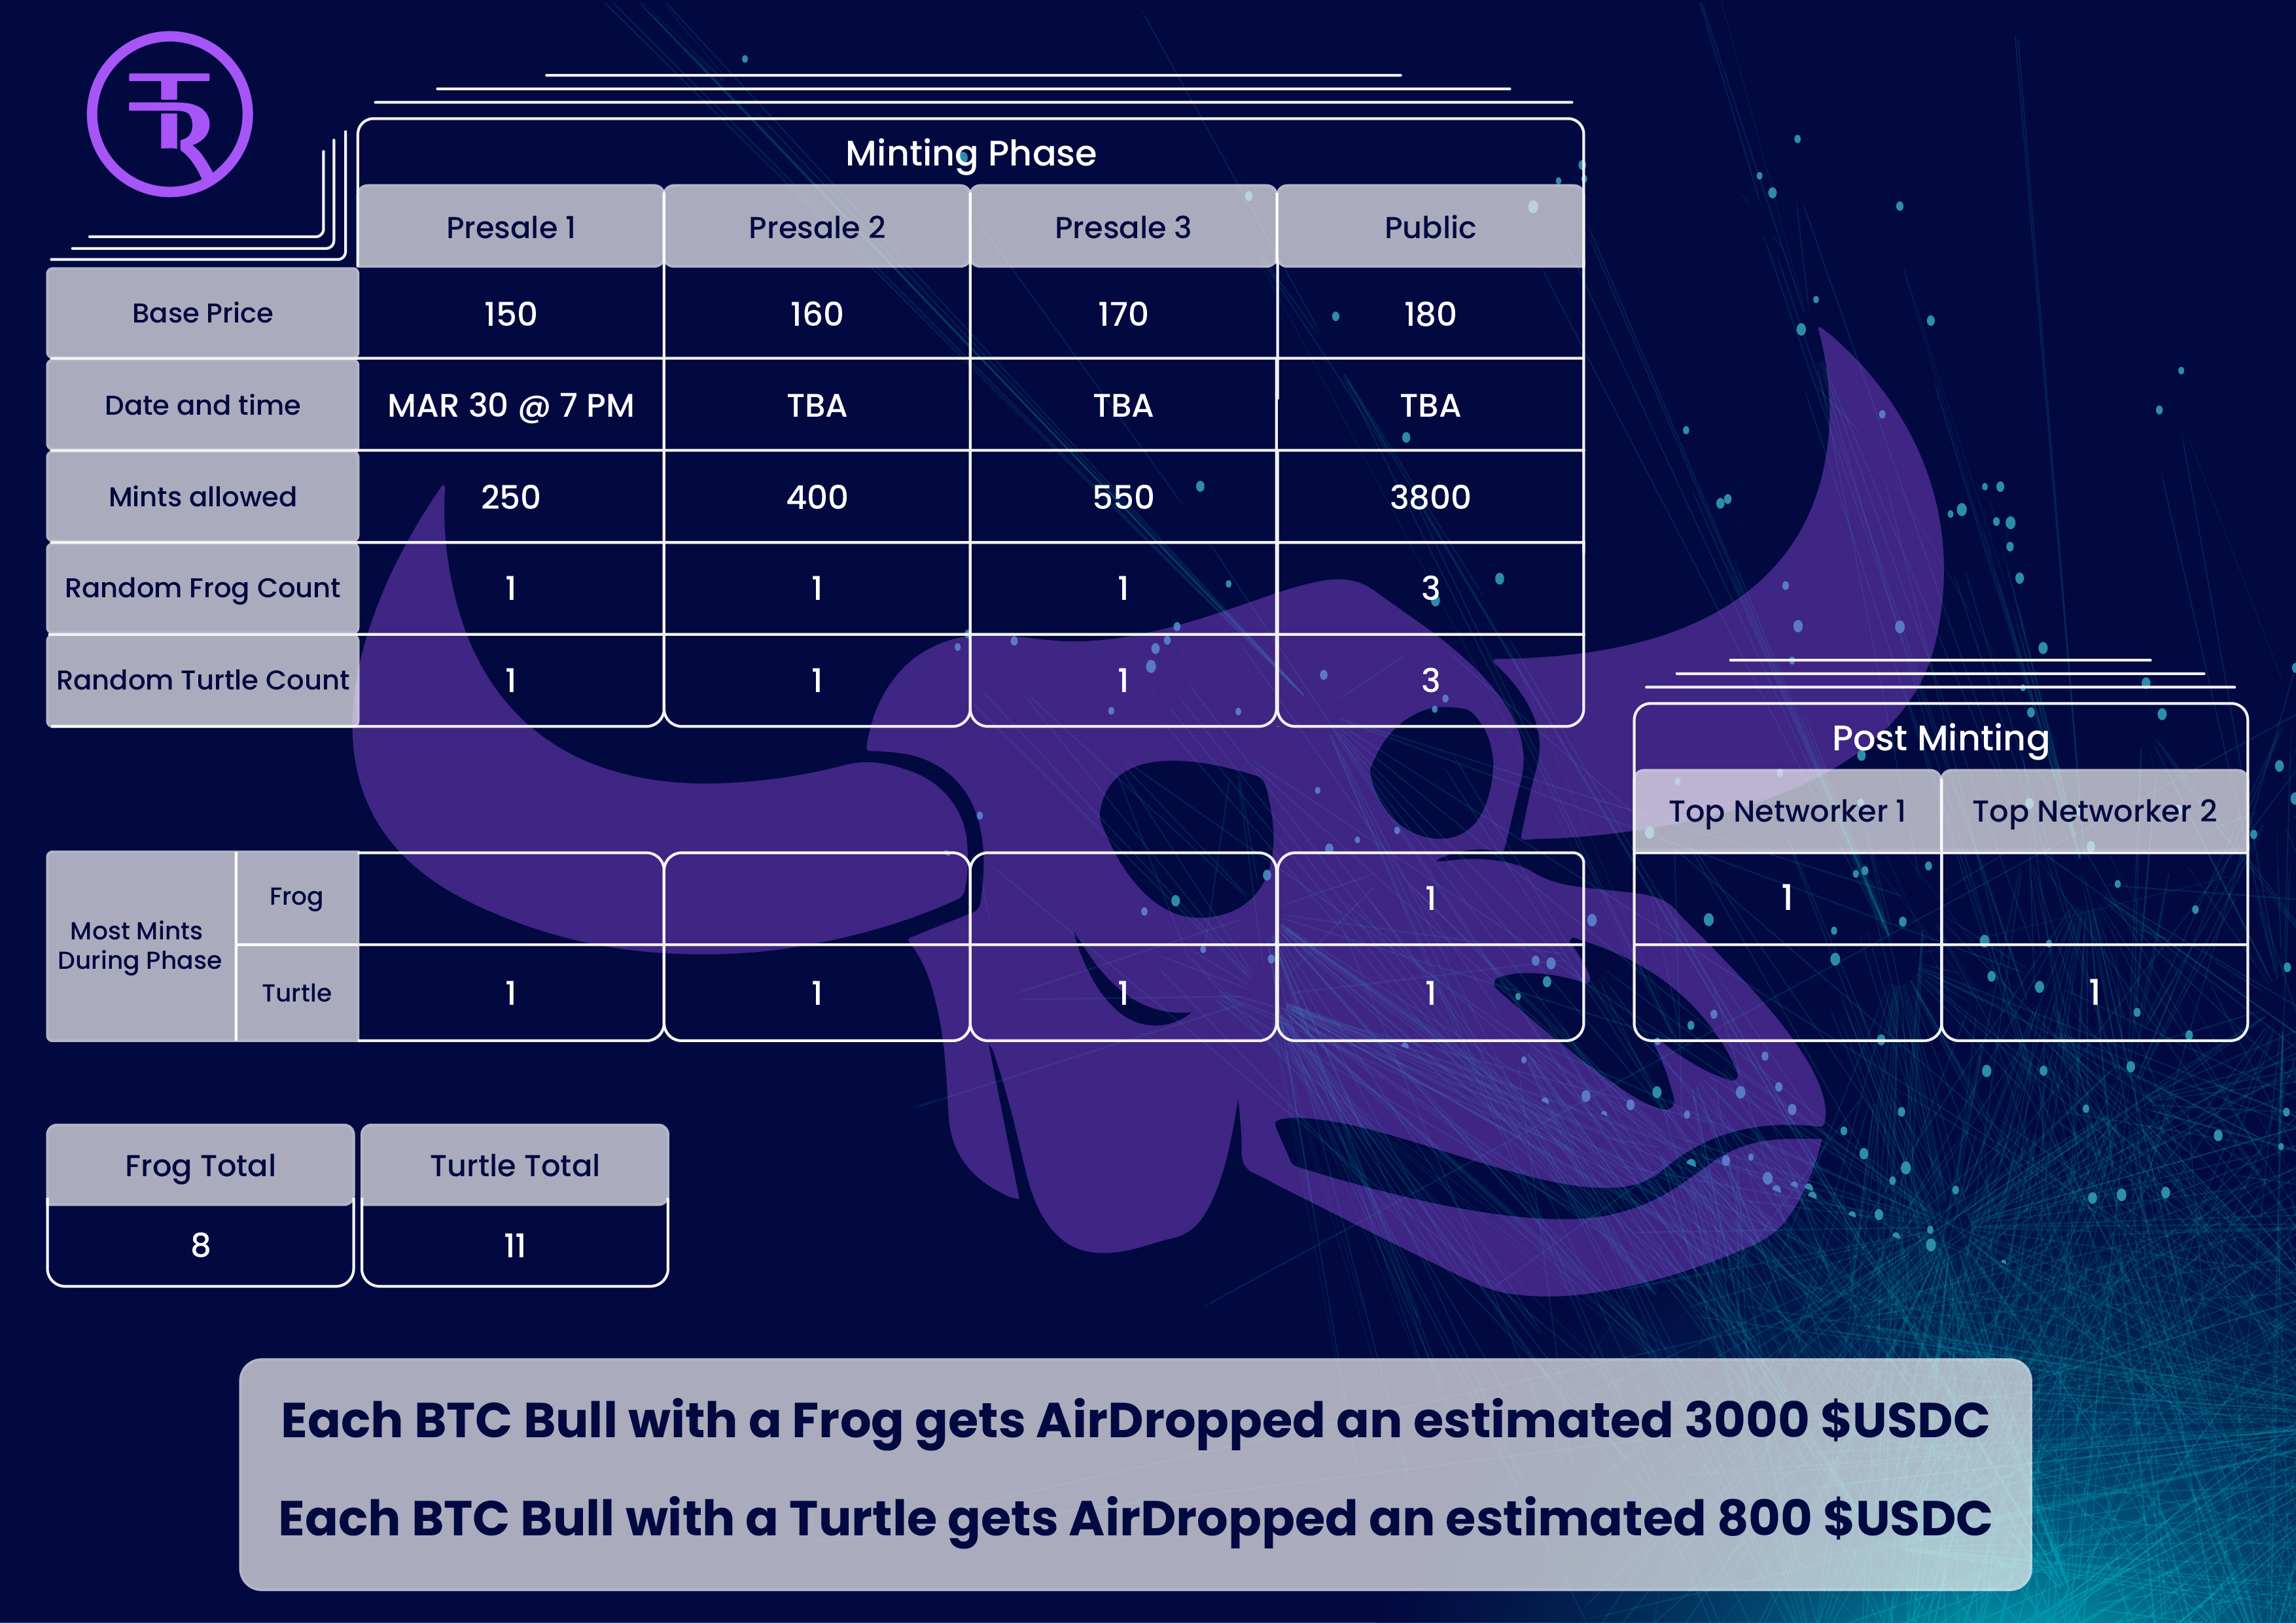 TR
Minting Phase
Presale 1 Presale 2 Presale 3 Public
Base Price 150 160 170 180
Date and time MAR 30 @ 7 PM TBA TBA TBA
Mints allowed 250 400 550 3800
Random Frog Count 1 1 1 3
Random Turtle Count 1 1 1 3
Post Minting
Top Networker 1 Top Networker 2
Most Mints
During Phase
Frog 1 1
Turtle 1 1 1 1 1
Frog Total Turtle Total
8 11
Each BTC Bull with a Frog gets AirDropped an estimated 3000 $USDC
Each BTC Bull with a Turtle gets AirDropped an estimated 800 $USDC